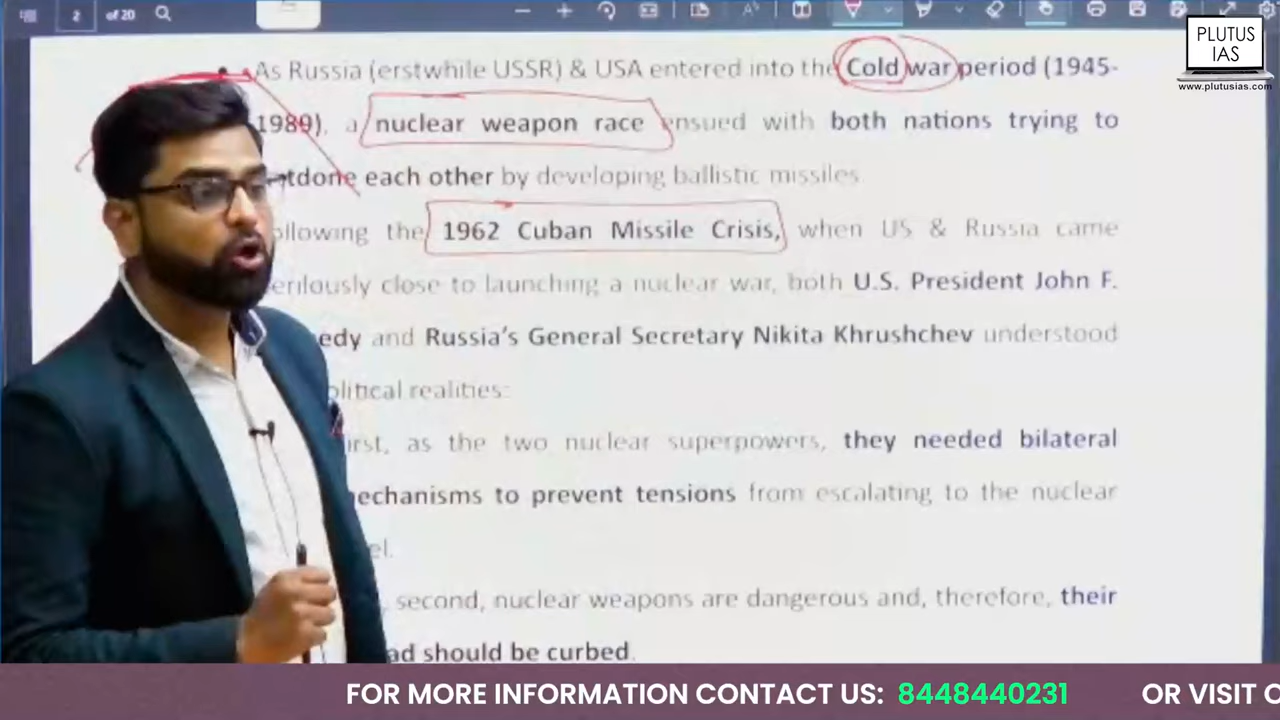 2 of 20
PLUTUS
IAS
www.plutusias.com
As Russia (erstwhile USSR) & USA entered into the Cold war period (1945-
1989), a nuclear weapon race ensued with both nations trying to
tdone each other by developing ballistic missiles.
ollowing the 1962 Cuban Missile Crisis, when US & Russia came
erilously close to launching a nuclear war, both U.S. President John F.
edy and Russia's General Secretary Nikita Khrushchev understood
olitical realities:
irst, as the two nuclear superpowers, they needed bilateral
echanisms to prevent tensions from escalating to the nuclear
el.
second, nuclear weapons are dangerous and, therefore, their
ad should be curbed.
FOR MORE INFORMATION CONTACT US: 8448440231 OR VISIT O